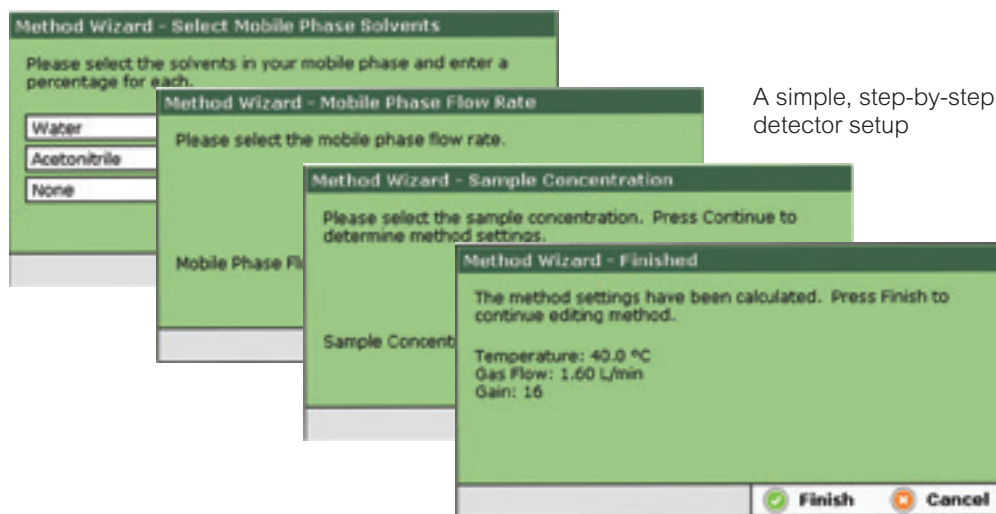 Method Wizard - Select Mobile Phase Solvents
Please select the solvents in your mobile phase and enter a
percentage for each.
Water
Acetonitrile
None
Method Wizard - Mobile Phase Flow Rate
Please select the mobile phase flow rate.
Mobile Phase
Method Wizard - Sample Concentration
Please select the sample concentration. Press Continue to
determine method settings.
Sample
Method Wizard - Finished
The method settings have been calculated. Press Finish to
continue editing method.
Temperature: 40.0 ºC
Gas Flow: 1.60 L/min
Gain: 16
Finish
Cancel
A simple, step-by-step
detector setup